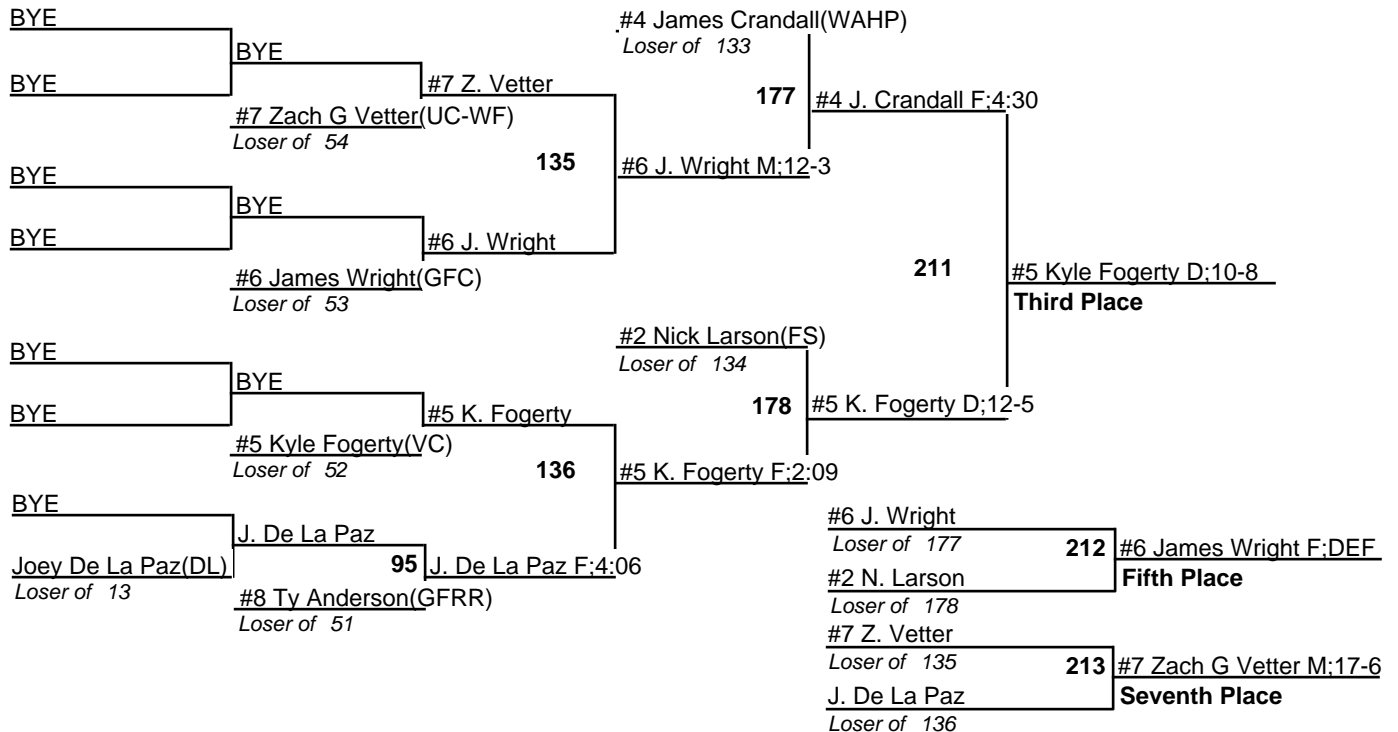 BYE
#4 James Crandall(WAHP)
Loser of 133
BYE
BYE
#7 Z. Vetter
177
#4 J. Crandall F;4:30
#7 Zach G Vetter(UC-WF)
Loser of 54
135
#6 J. Wright M;12-3
BYE
BYE
BYE
#6 J. Wright
#6 James Wright(GFC)
Loser of 53
211
#5 Kyle Fogerty D;10-8
Third Place
#2 Nick Larson(FS)
Loser of 134
BYE
BYE
BYE
#5 K. Fogerty
178
#5 K. Fogerty D;12-5
#5 Kyle Fogerty(VC)
Loser of 52
136
#5 K. Fogerty F;2:09
BYE
J. De La Paz
Joey De La Paz(DL)
Loser of 13
95
J. De La Paz F;4:06
#8 Ty Anderson(GFRR)
Loser of 51
#6 J. Wright
Loser of 177
212
#6 James Wright F;DEF
Fifth Place
#2 N. Larson
Loser of 178
#7 Z. Vetter
Loser of 135
213
#7 Zach G Vetter M;17-6
Seventh Place
J. De La Paz
Loser of 136